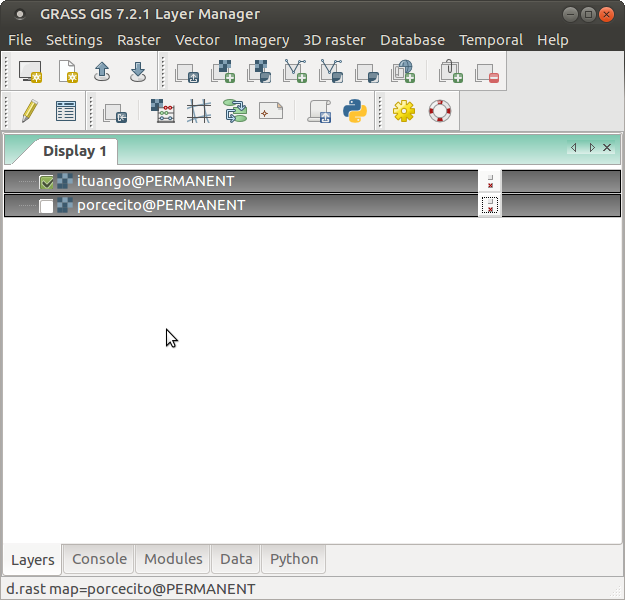 GRASS GIS 7.2.1 Layer Manager
File Settings Raster Vector Imagery 3D raster Database Temporal Help
Display 1
ituango@PERMANENT
porcecito@PERMANENT
Layers Console Modules Data Python
d.rast map=porcecito@PERMANENT